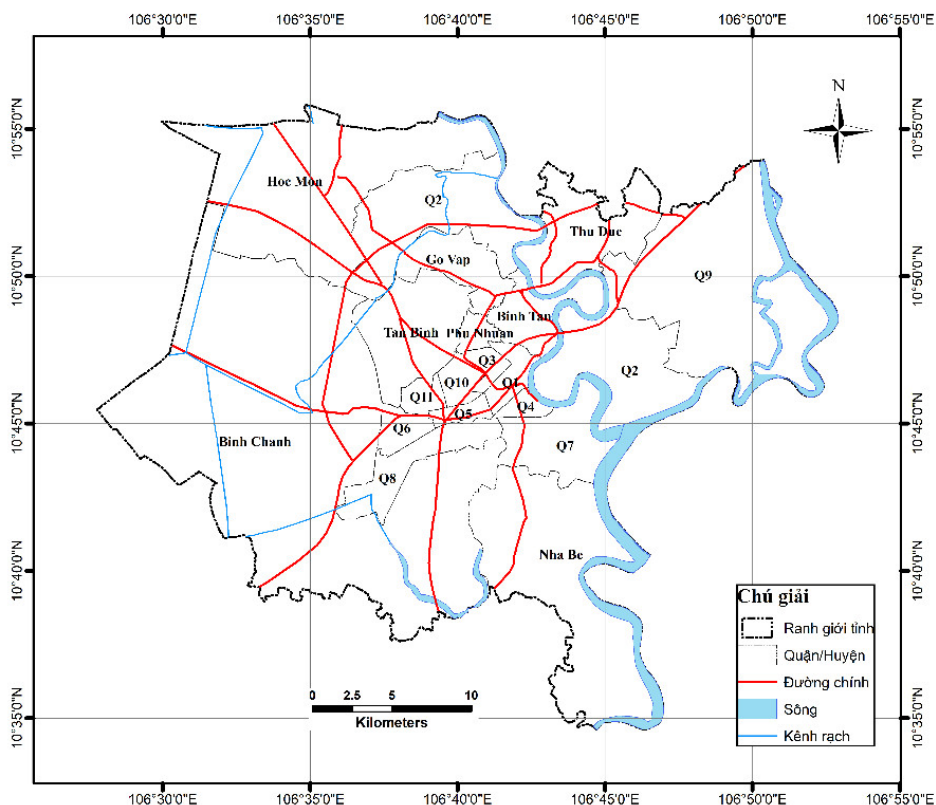 106°30'0"E 106°35'0"E 106°40'0"E 106°45'0"E 106°50'0"E 106°55'0"E
N
10°55'0"N 10°55'0"N
Hoc Mon
Q2
Thu Duc
Go Vap
10°50'0"N 10°50'0"N
Q9
Binh Tan
Tan Binh Phu Nhuan
Q3
Q2
Q10 Q1
Q11
Q4
Q5
Q6
10°45'0"N 10°45'0"N
Binh Chanh
Q7
Q8
Nha Be
10°40'0"N 10°40'0"N
Chú giải
Ranh giới tỉnh
Quận/Huyện
Đường chính
Sông
Kênh rạch
0 2.5 5 10
Kilometers
10°35'0"N 10°35'0"N
106°30'0"E 106°35'0"E 106°40'0"E 106°45'0"E 106°50'0"E 106°55'0"E